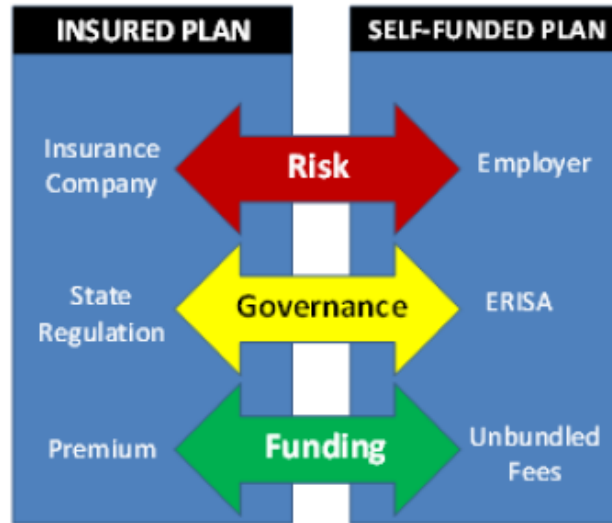 INSURED PLAN
SELF-FUNDED PLAN
Insurance
Company
Risk
Employer
State
Regulation
Governance
ERISA
Premium
Funding
Unbundled
Fees